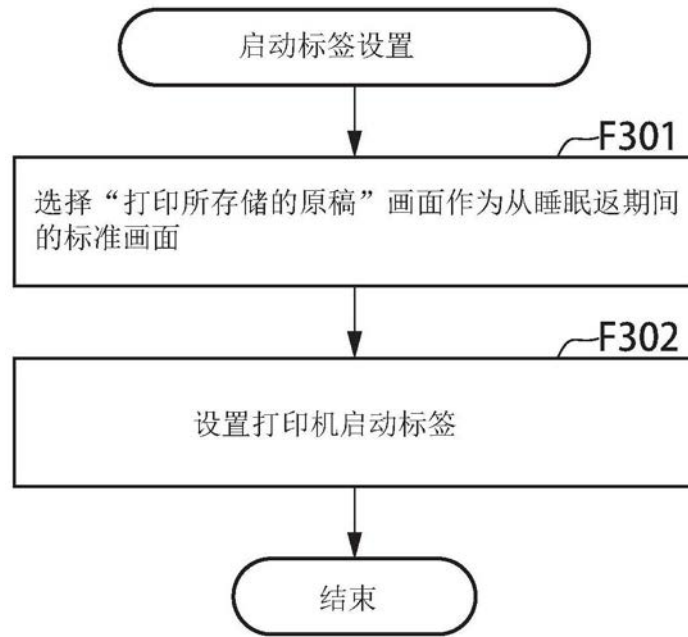 启动标签设置
F301
选择“打印所存储的原稿”画面作为从睡眠返期间
的标准画面
F302
设置打印机启动标签
结束